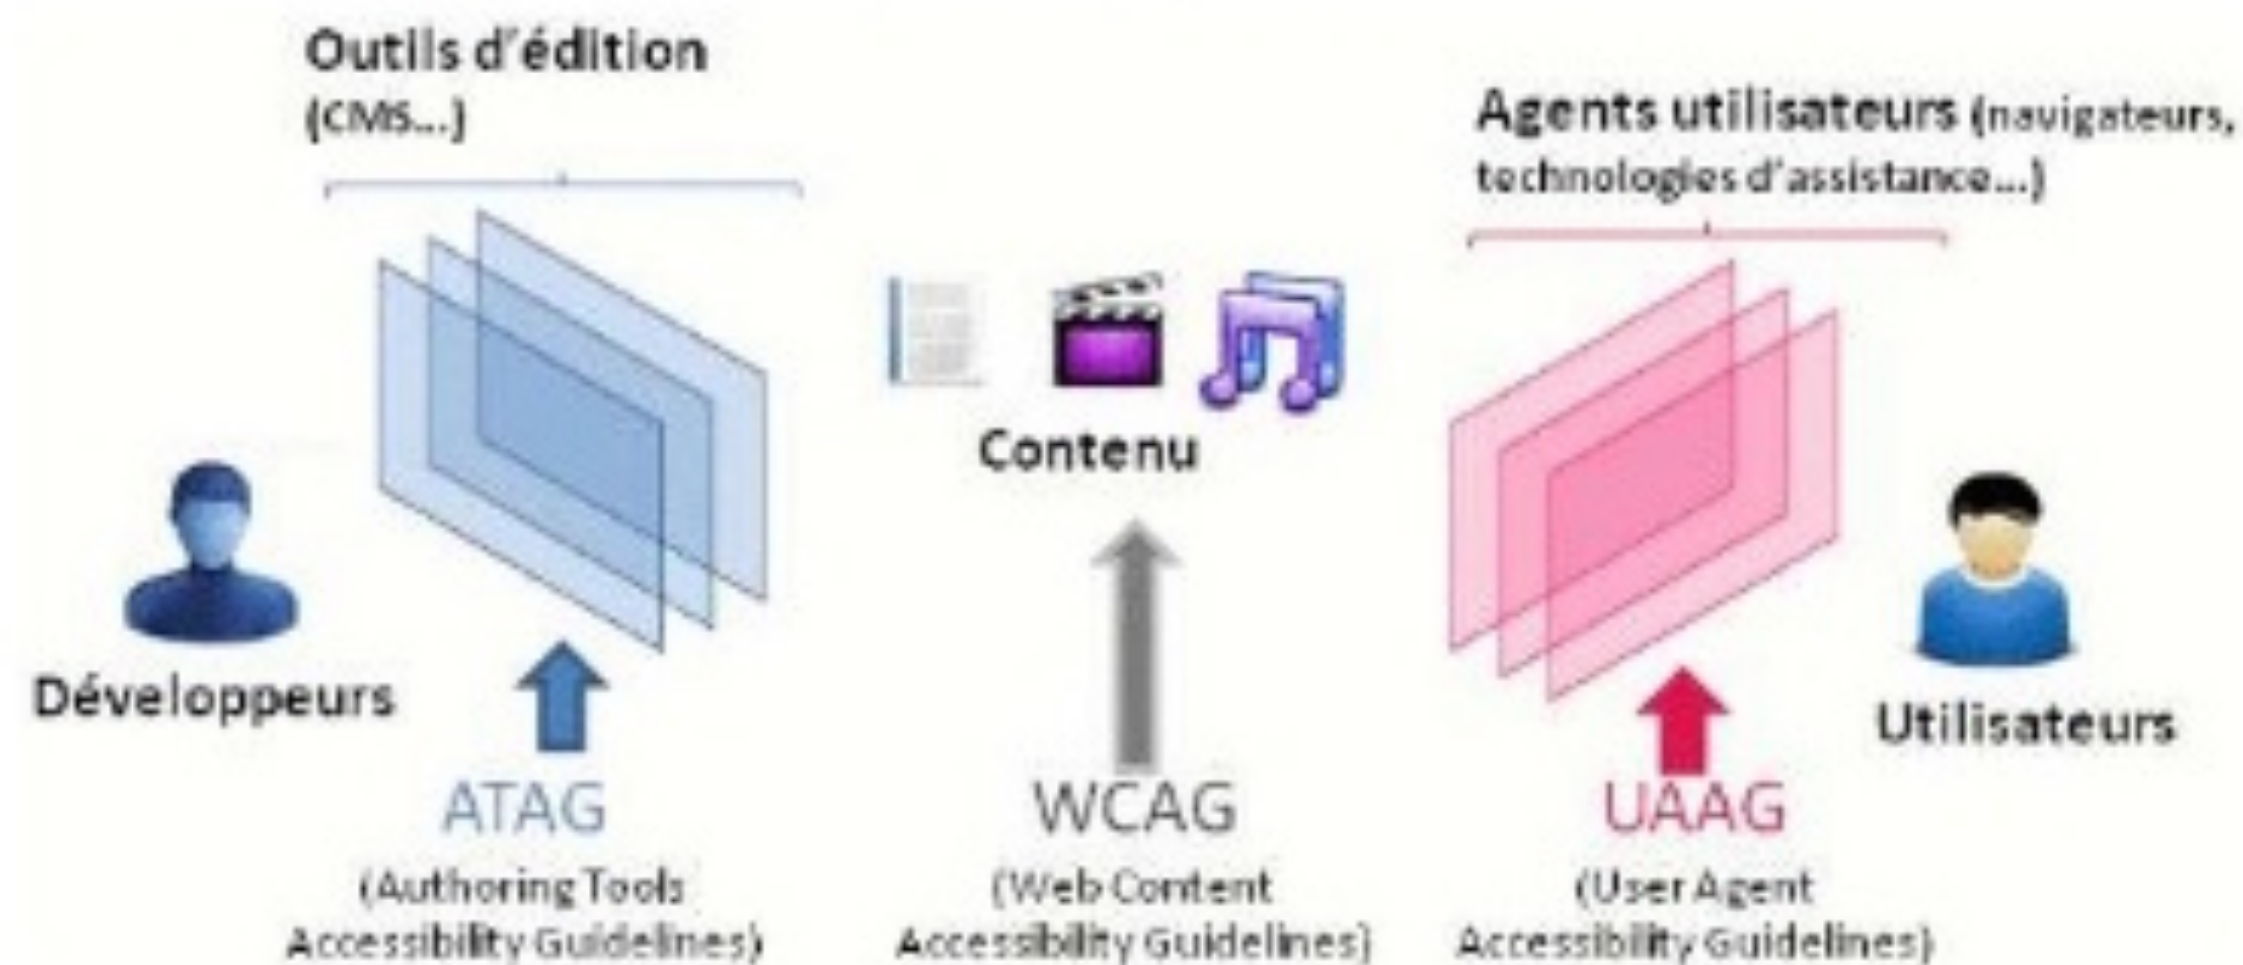 Outils d'édition
(CMS...)
Agents utilisateurs (navigateurs,
technologies d'assistance...)
Contenu
Développeurs
Utilisateurs
ATAG
(Authoring Tools
Accessibility Guidelines)
WCAG
(Web Content
Accessibility Guidelines)
UAAG
(User Agent
Accessibility Guidelines)